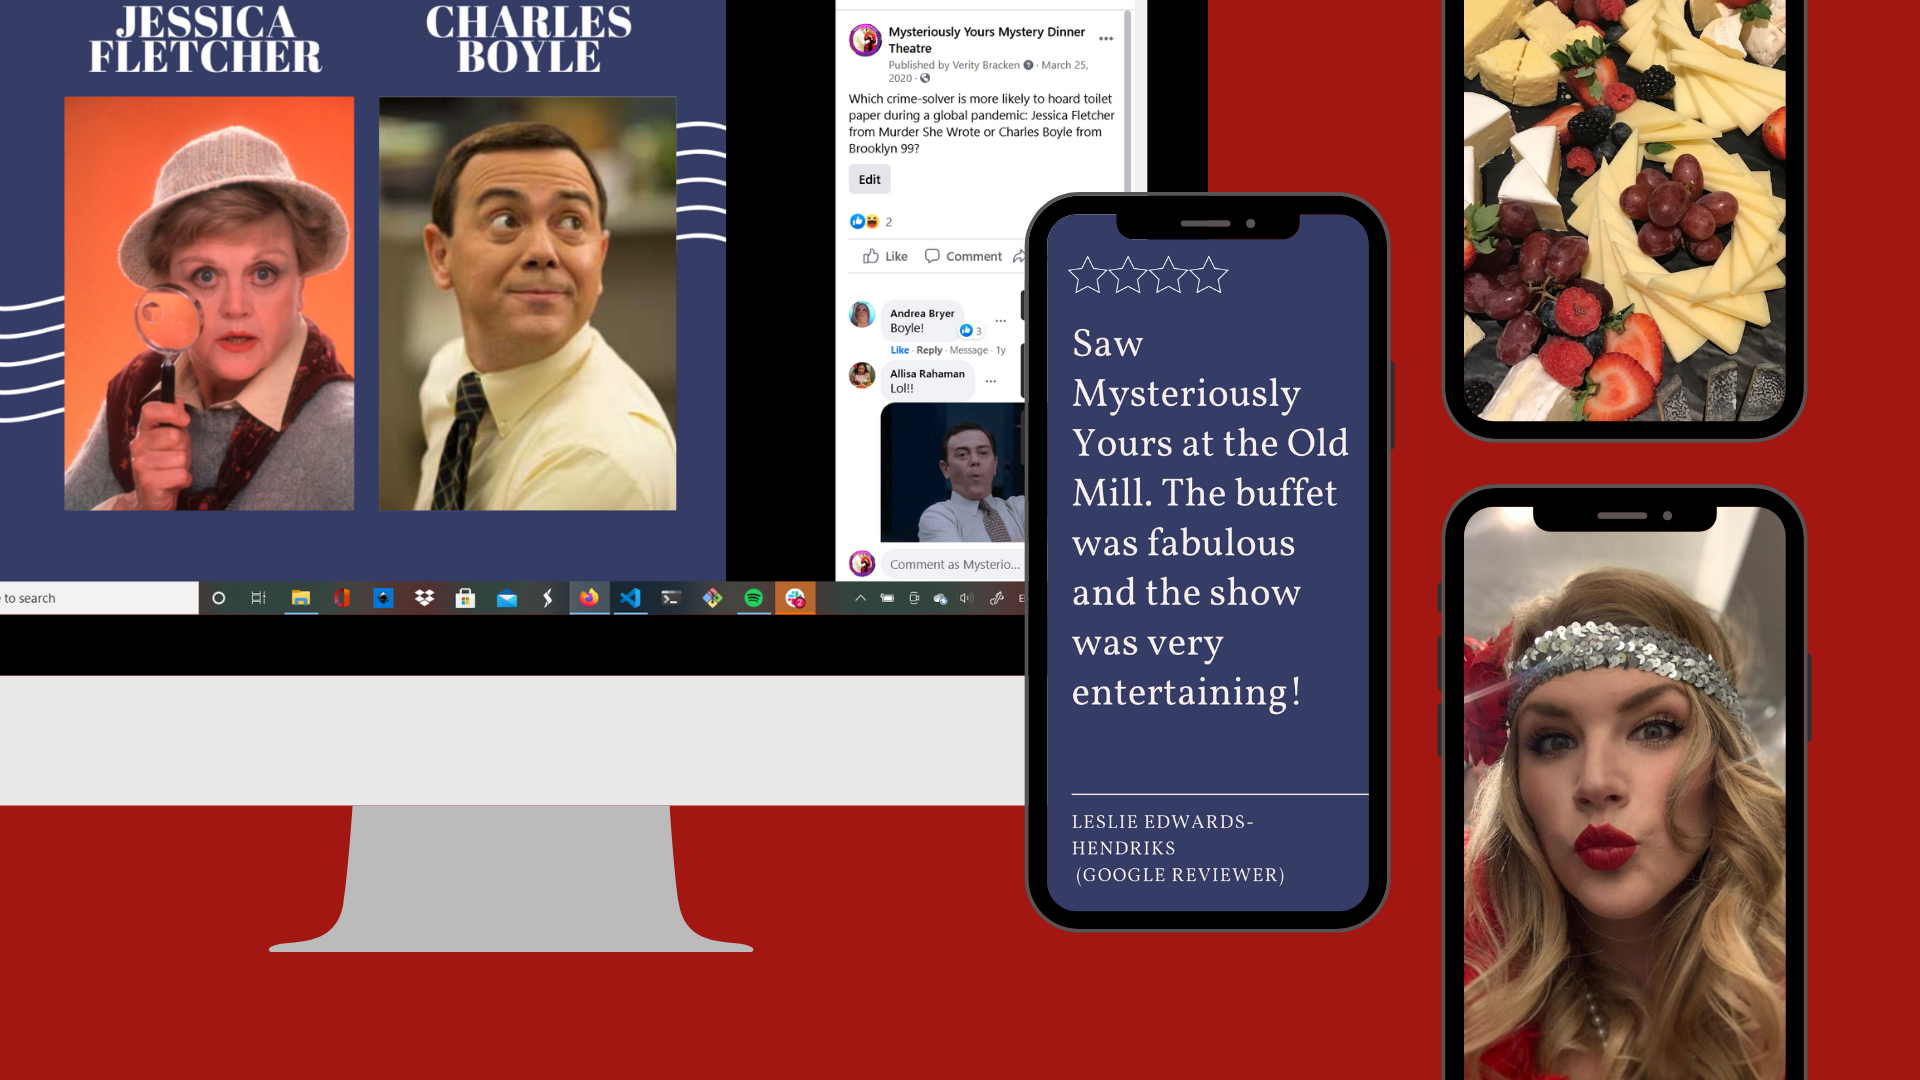 JESSICA
FLETCHER
CHARLES
BOYLE
Mysteriously Yours Mystery Dinner
Theatre
Published by Verity Bracken · March 25,
2020 ·
Which crime-solver is more likely to hoard toilet
paper during a global pandemic: Jessica Fletcher
from Murder She Wrote or Charles Boyle from
Brooklyn 99?
Edit
2
Like Comment
Andrea Bryer
Boyle!
3
Like · Reply · Message · 1y
Allisa Rahaman
Lol!!
Comment as Mysterio...
to search
Saw
Mysteriously
Yours at the Old
Mill. The buffet
was fabulous
and the show
was very
entertaining!
LESLIE EDWARDS-
HENDRIKS
(GOOGLE REVIEWER)